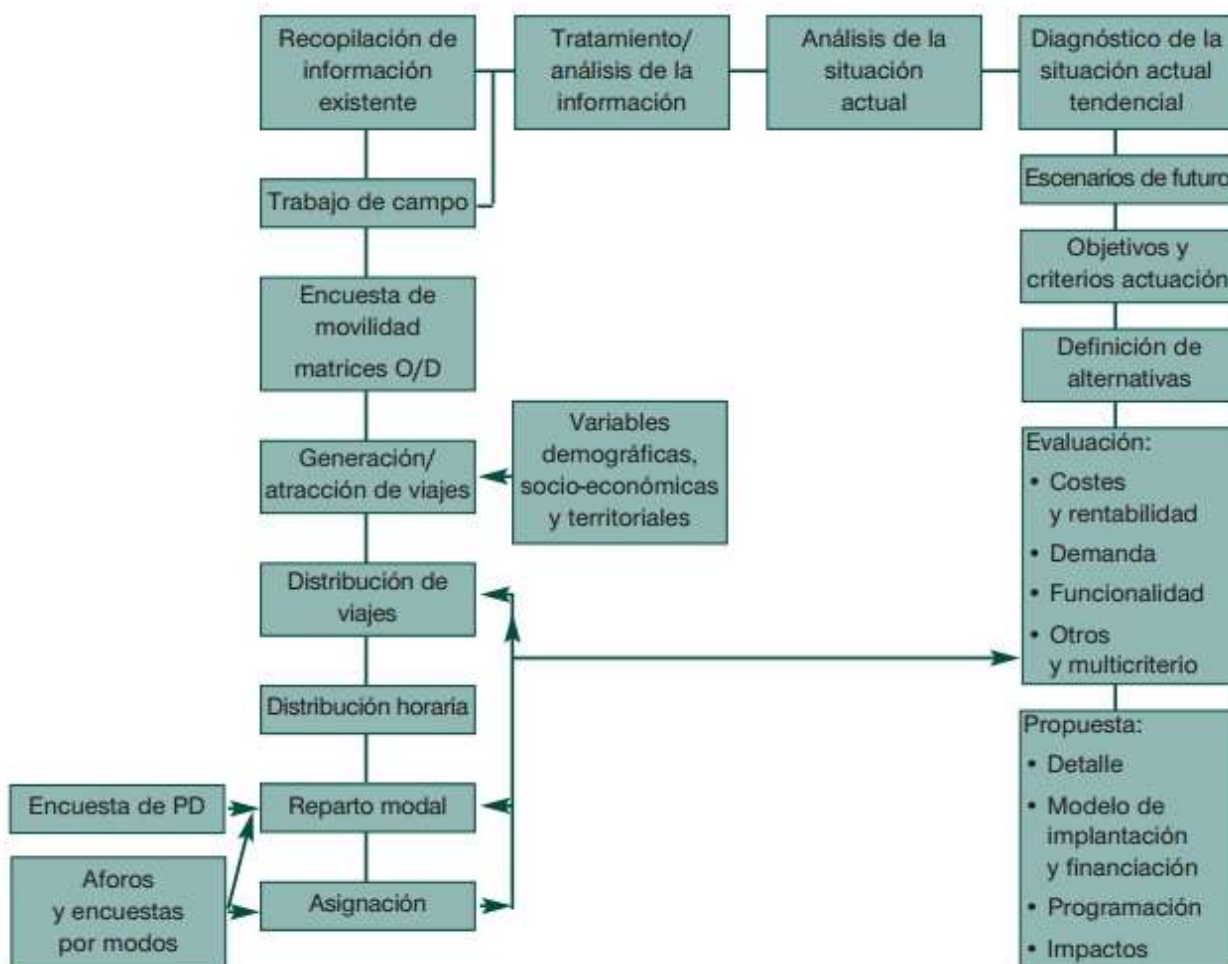 Recopilación de
información
existente
Tratamiento/
análisis de la
información
Análisis de la
situación
actual
Diagnóstico de la
situación actual
tendencial
Trabajo de campo
Escenarios de futuro
Encuesta de
movilidad
matrices O/D
Objetivos y
criterios actuación
Definición de
alternativas
Generación/
atracción de viajes
Variables
demográficas,
socio-económicas
y territoriales
Evaluación:
• Costes
y rentabilidad
• Demanda
• Funcionalidad
• Otros
y multicriterio
Distribución de
viajes
Distribución horaria
Propuesta:
• Detalle
• Modelo de
implantación
y financiación
• Programación
• Impactos
Encuesta de PD
Reparto modal
Aforos
y encuestas
por modos
Asignación